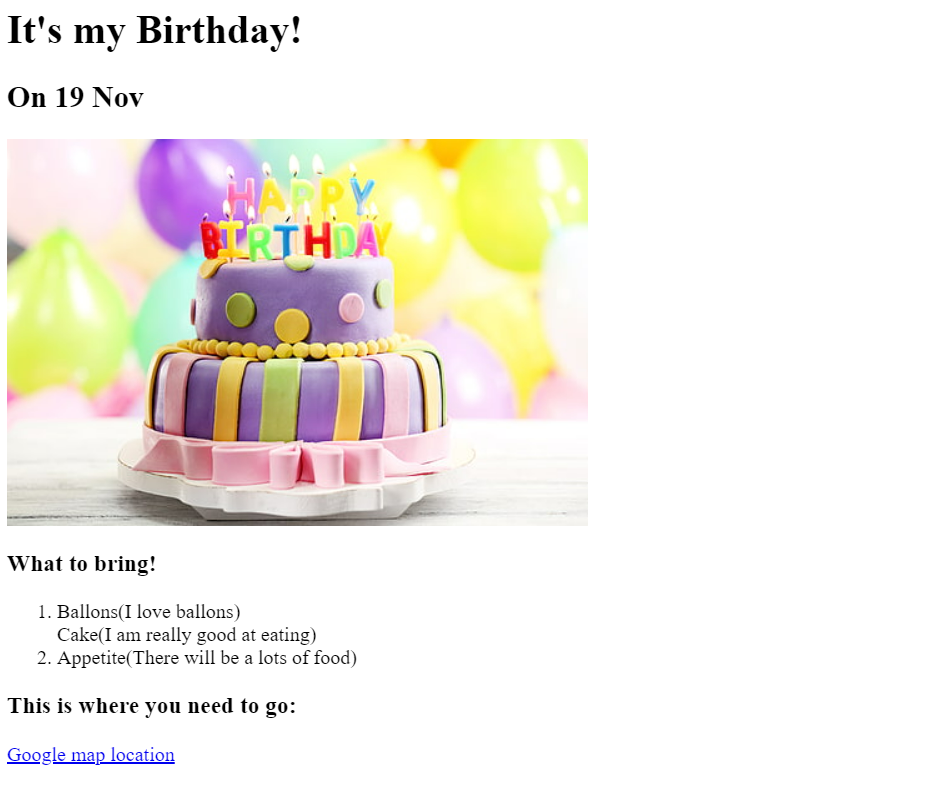 It's my Birthday!
On 19 Nov
HAPPY
BIRTHDAY
What to bring!
1. Ballons(I love ballons)
Cake(I am really good at eating)
2. Appetite(There will be a lots of food)
This is where you need to go:
Google map location